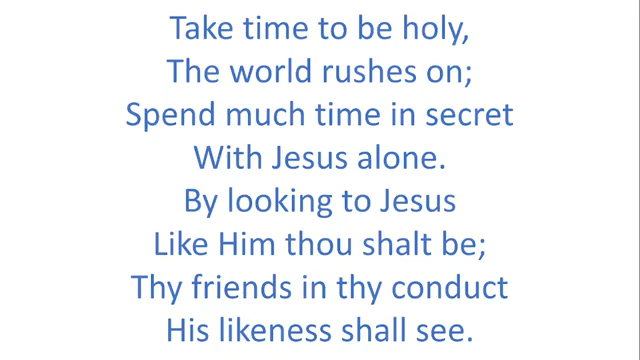 Take time to be holy,
The world rushes on;
Spend much time in secret
With Jesus alone.
By looking to Jesus
Like Him thou shalt be;
Thy friends in thy conduct
His likeness shall see.